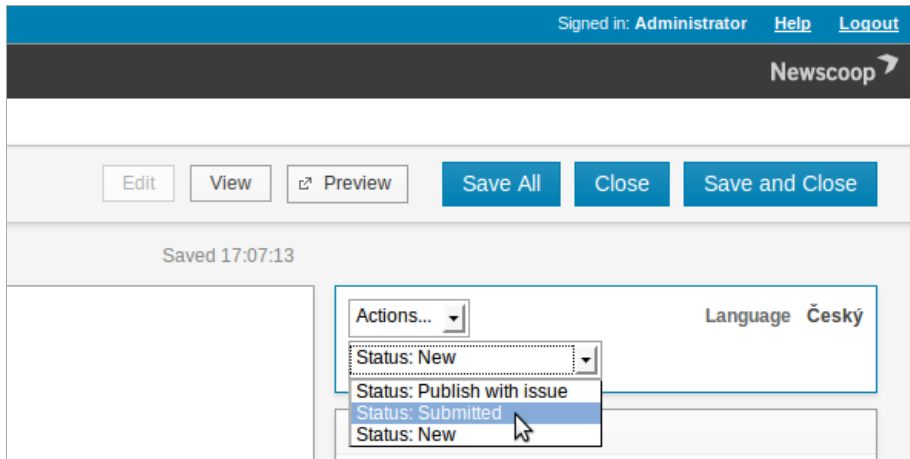 Signed in: Administrator Help Logout
Newscoop
Edit View Preview Save All Close Save and Close
Saved 17:07:13
Actions... Language Český
Status: New
Status: Publish with issue
Status: Submitted
Status: New